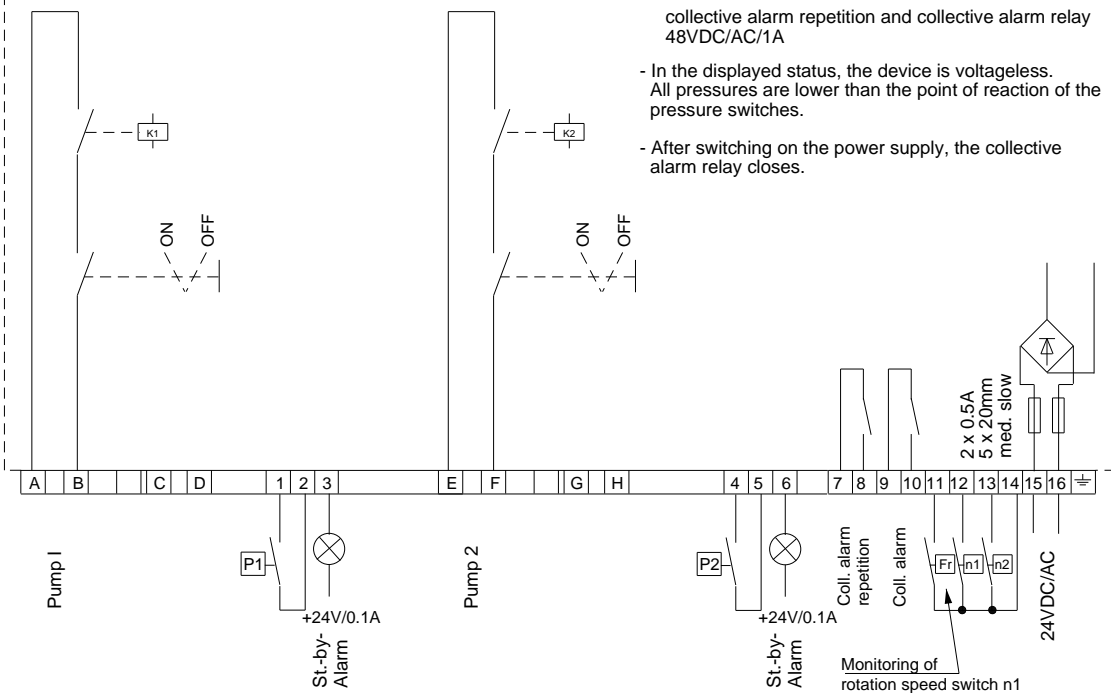 collective alarm repetition and collective alarm relay
48VDC/AC/1A
- In the displayed status, the device is voltageless.
All pressures are lower than the point of reaction of the
pressure switches.
- After switching on the power supply, the collective
alarm relay closes.
K1
K2
ON
OFF
ON
OFF
2 x 0.5A
5 x 20mm
med. slow
A B C D 1 2 3 E F G H 4 5 6 7 8 9 10 11 12 13 14 15 16
Pump I
P1
+24V/0.1A
St.-by-
Alarm
Pump 2
P2
+24V/0.1A
St.-by-
Alarm
Coll. alarm
repetition
Coll. alarm
Fr
n1
n2
24VDC/AC
Monitoring of
rotation speed switch n1